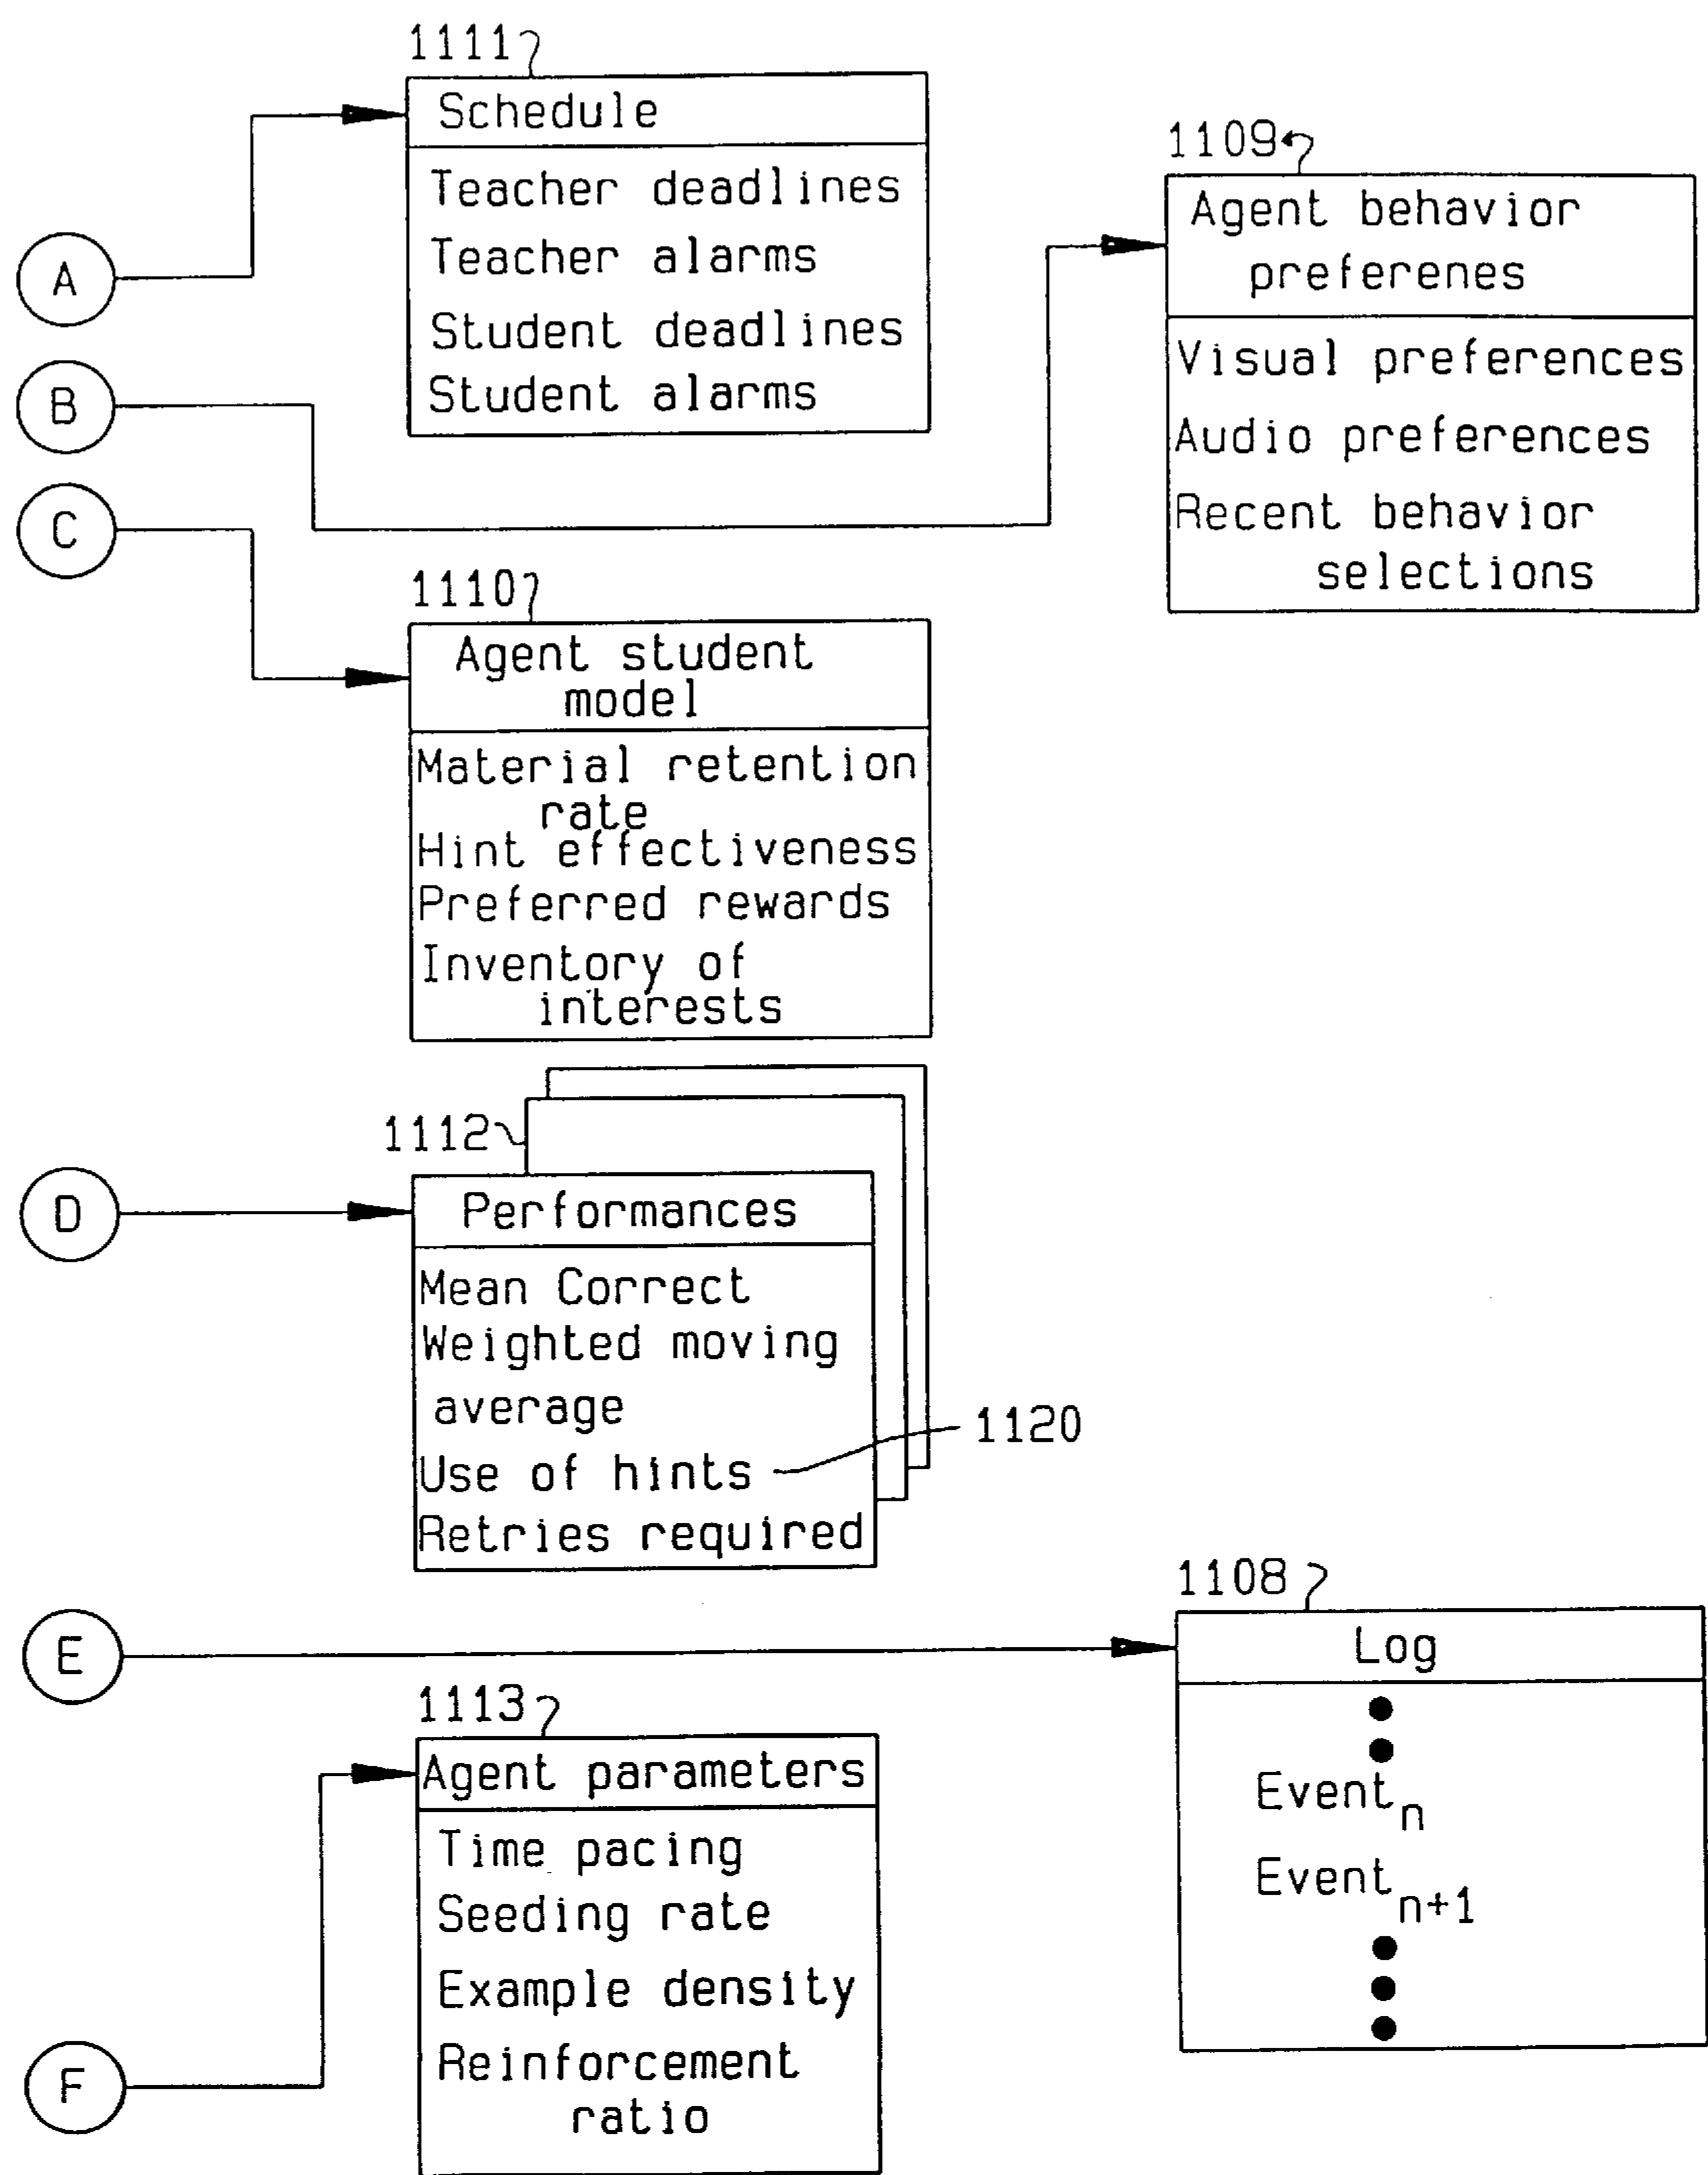 1111
Schedule
Teacher deadlines
Teacher alarms
Student deadlines
Student alarms
1109
Agent behavior
preferenes
Visual preferences
Audio preferences
Recent behavior
selections
A
B
C
1110
Agent student
model
Material retention
rate
Hint effectiveness
Preferred rewards
Inventory of
interests
1112
D
Performances
Mean Correct
Weighted moving
average
Use of hints
1120
Retries required
E
1108
Log
Event n
Event n+1
1113
Agent parameters
Time pacing
Seeding rate
Example density
Reinforcement
ratio
F